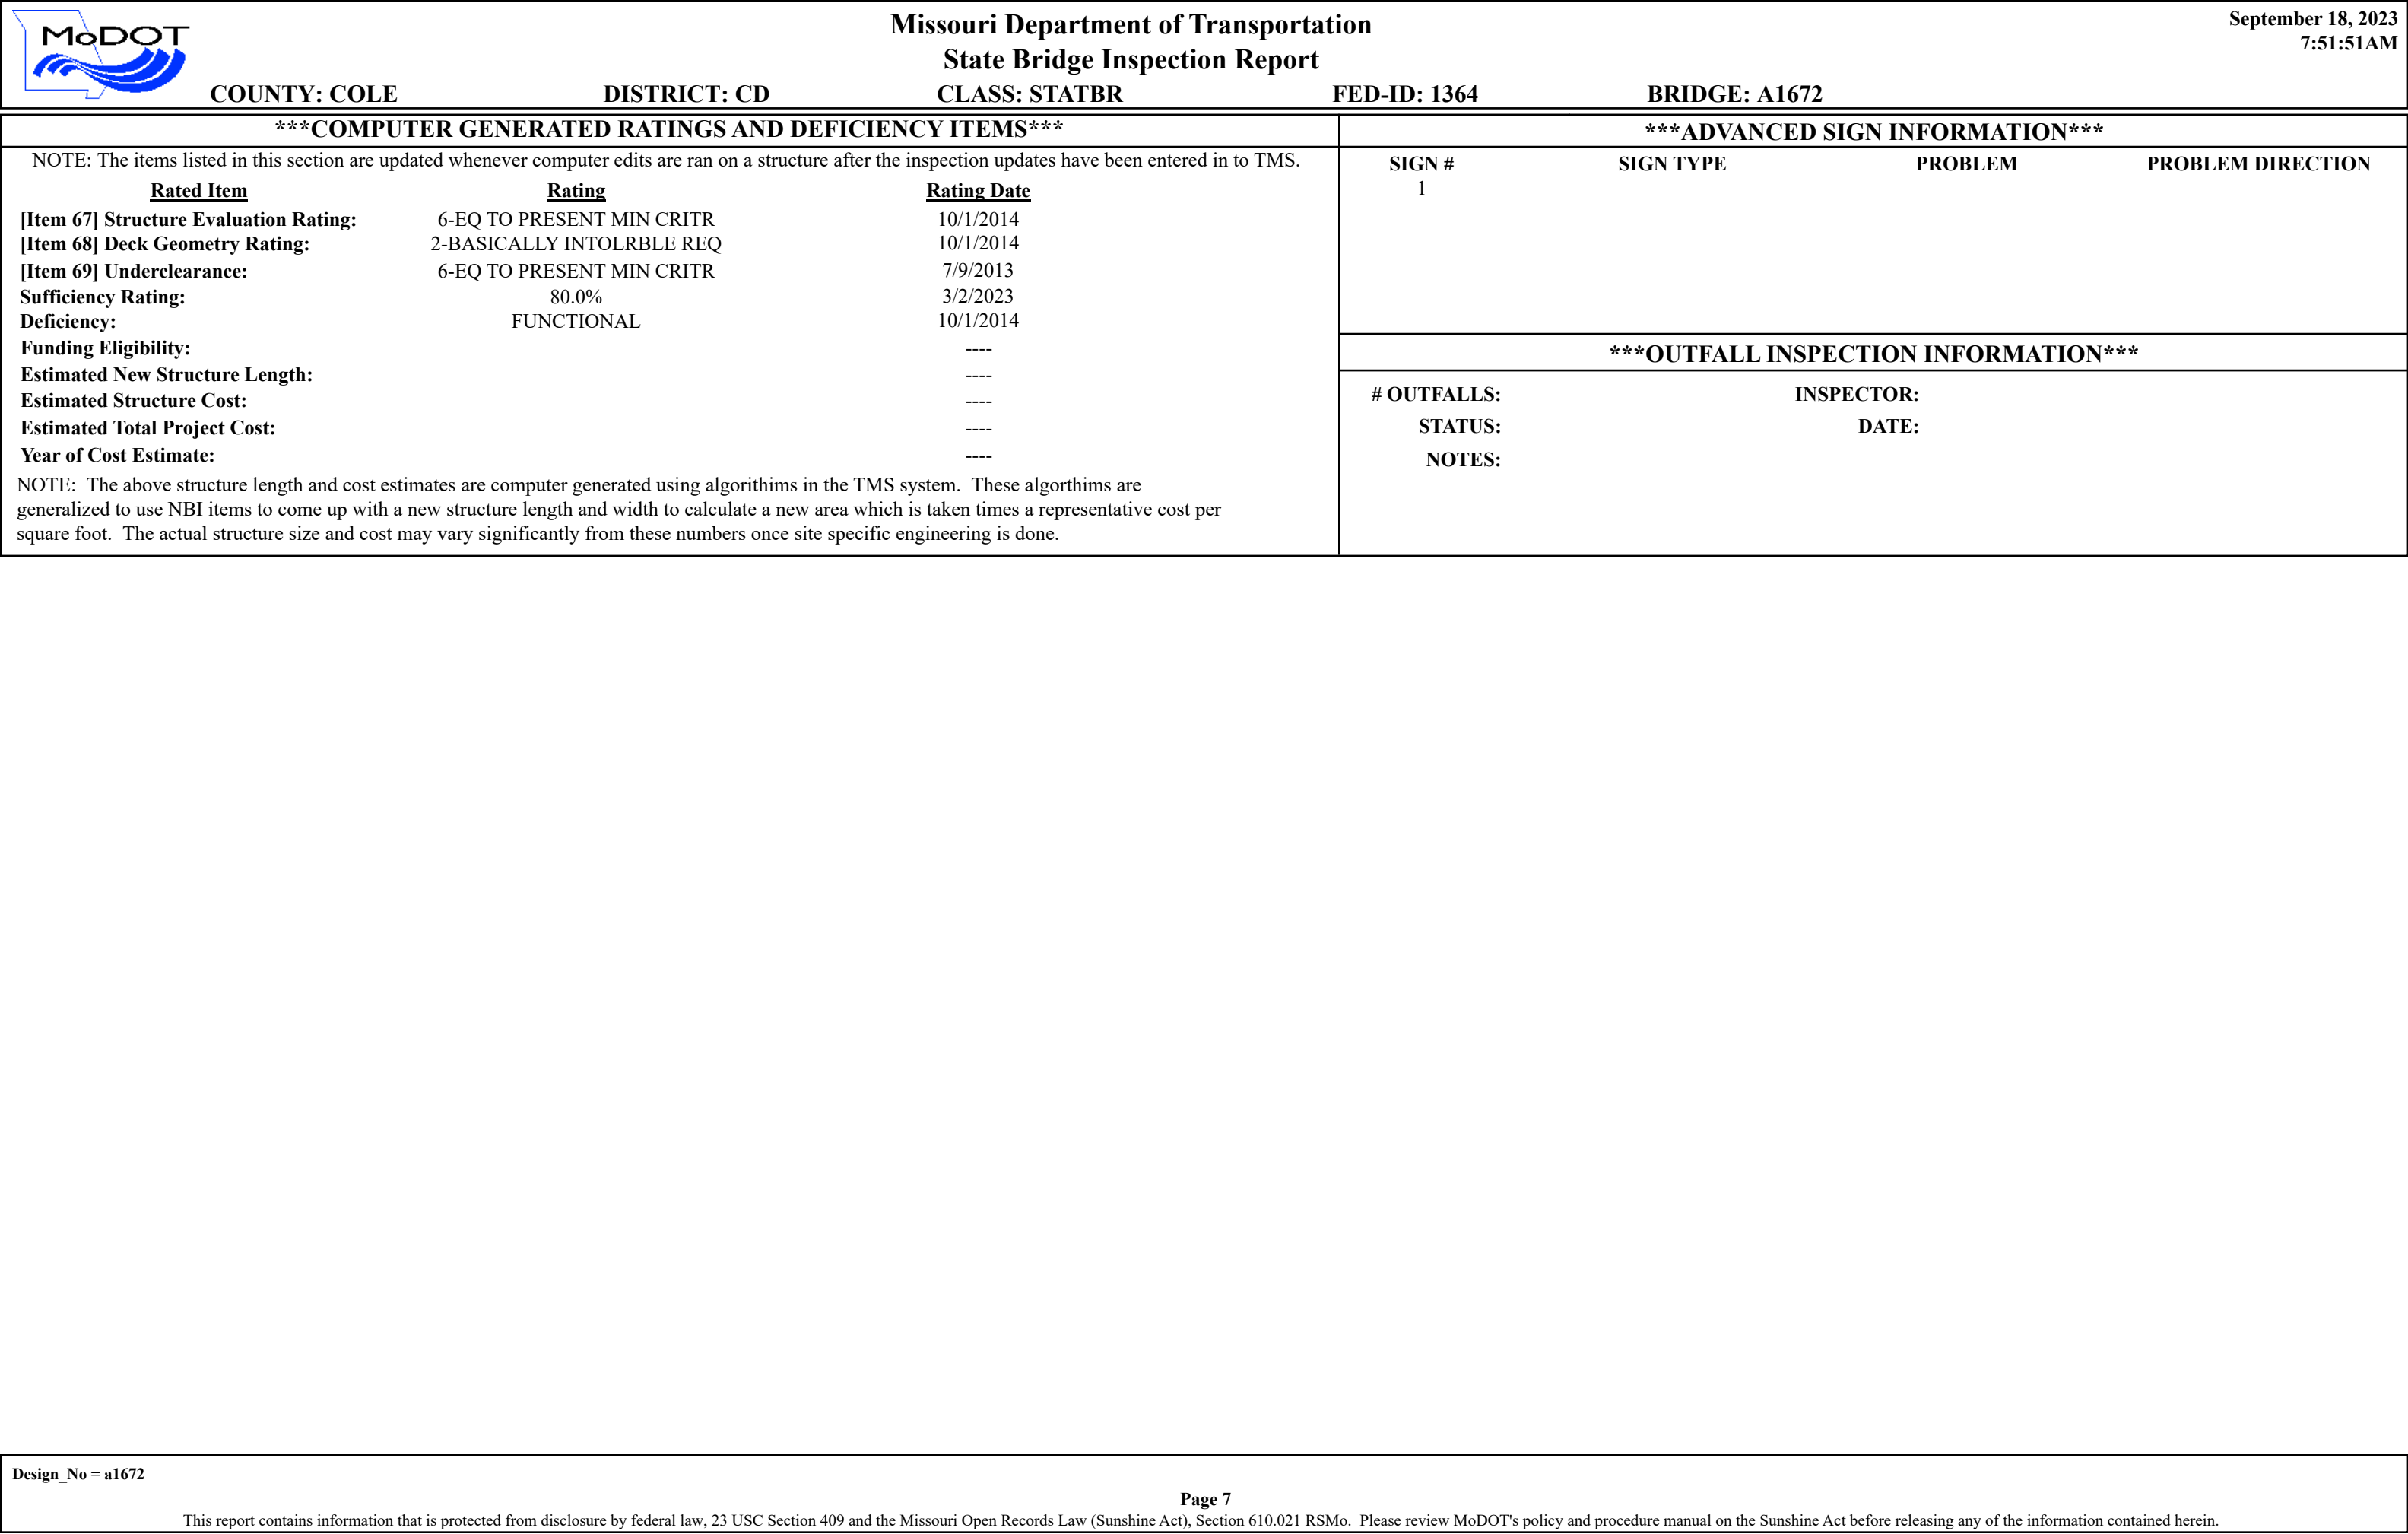 MoDOT
Missouri Department of Transportation
State Bridge Inspection Report
September 18, 2023
7:51:51AM
COUNTY: COLE DISTRICT: CD CLASS: STATBR FED-ID: 1364 BRIDGE: A1672
***COMPUTER GENERATED RATINGS AND DEFICIENCY ITEMS***
NOTE: The items listed in this section are updated whenever computer edits are ran on a structure after the inspection updates have been entered in to TMS.
Rated Item Rating Rating Date
[Item 67] Structure Evaluation Rating: 6-EQ TO PRESENT MIN CRITR 10/1/2014
[Item 68] Deck Geometry Rating: 2-BASICALLY INTOLRBLE REQ 10/1/2014
[Item 69] Underclearance: 6-EQ TO PRESENT MIN CRITR 7/9/2013
Sufficiency Rating: 80.0% 3/2/2023
Deficiency: FUNCTIONAL 10/1/2014
Funding Eligibility: ----
Estimated New Structure Length: ----
Estimated Structure Cost: ----
Estimated Total Project Cost: ----
Year of Cost Estimate: ----
NOTE: The above structure length and cost estimates are computer generated using algorithims in the TMS system. These algorthims are
generalized to use NBI items to come up with a new structure length and width to calculate a new area which is taken times a representative cost per
square foot. The actual structure size and cost may vary significantly from these numbers once site specific engineering is done.
***ADVANCED SIGN INFORMATION***
SIGN # SIGN TYPE PROBLEM PROBLEM DIRECTION
1
***OUTFALL INSPECTION INFORMATION***
# OUTFALLS: INSPECTOR:
STATUS: DATE:
NOTES:
Design_No = a1672
Page 7
This report contains information that is protected from disclosure by federal law, 23 USC Section 409 and the Missouri Open Records Law (Sunshine Act), Section 610.021 RSMo. Please review MoDOT's policy and procedure manual on the Sunshine Act before releasing any of the information contained herein.